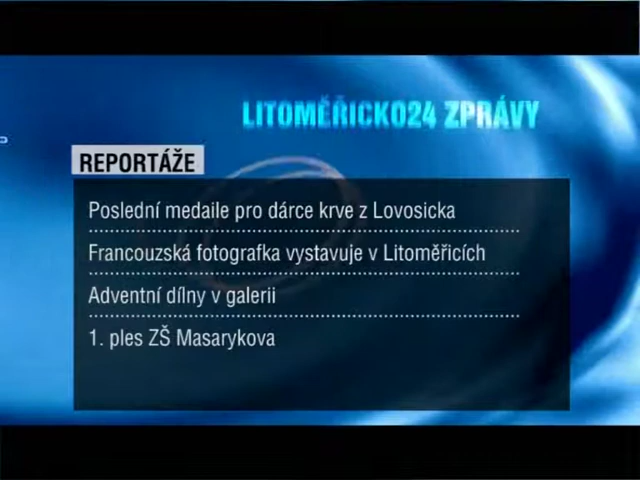 LITOMĚŘICKO24 ZPRÁVY
REPORTÁŽE
Poslední medaile pro dárce krve z Lovosicka
Francouzská fotografka vystavuje v Litoměřicích
Adventní dílny v galerii
1. ples ZŠ Masarykova